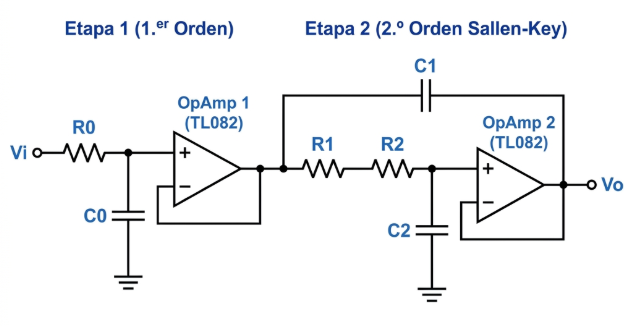 Etapa 1 (1.er Orden)
Etapa 2 (2.º Orden Sallen-Key)
C1
OpAmp 1
(TL082)
OpAmp 2
(TL082)
R0
R1
R2
Vi
+
−
+
−
Vo
C0
C2